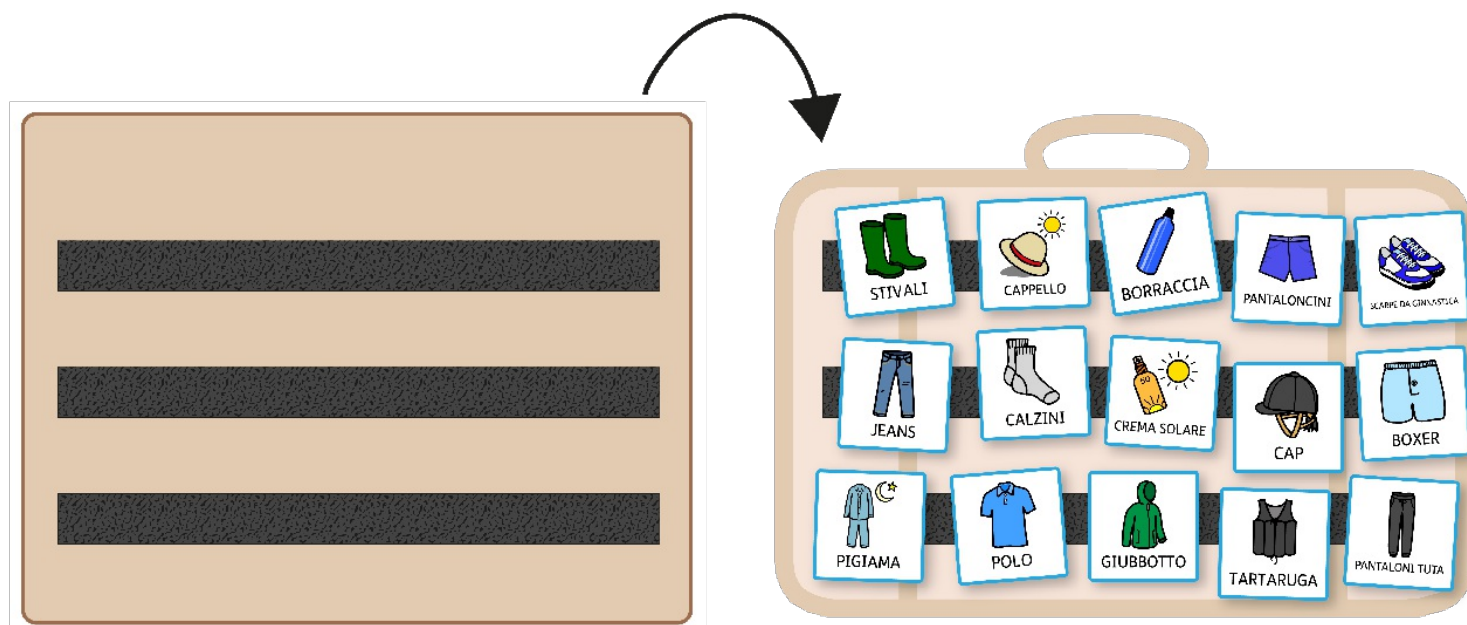 STIVALI
CAPPELLO
BORRACCIA
PANTALONCINI
SCARPE DA GINNASTICA
JEANS
CALZINI
50
CREMA SOLARE
CAP
BOXER
PIGIAMA
POLO
GIUBBOTTO
TARTARUGA
PANTALONI TUTA